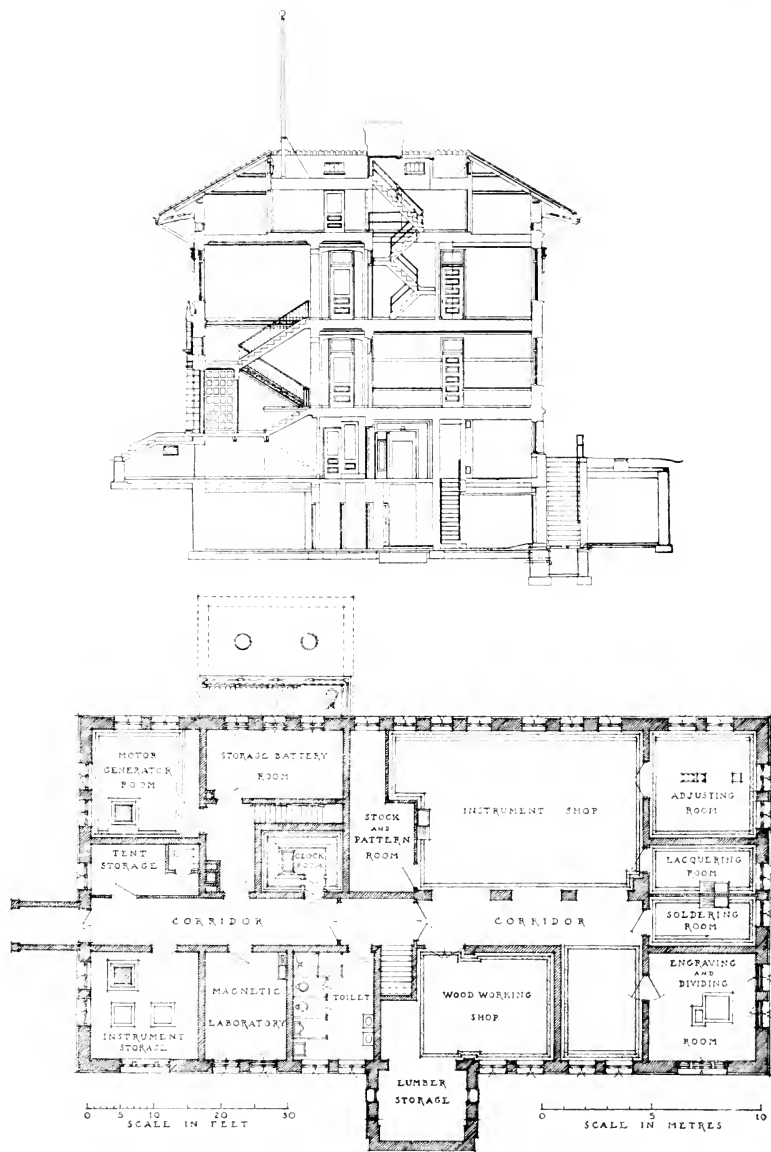 MOTOR
GENERATOR
ROOM
STORAGE BATTERY
ROOM
STOCK
AND
PATTERN
ROOM
INSTRUMENT SHOP
ADJUSTING
ROOM
TENT
STORAGE
CLOCK
ROOM
LACQUERING
ROOM
CORRIDOR
CORRIDOR
SOLDERING
ROOM
INSTRUMENT
STORAGE
MAGNETIC
LABORATORY
TOILET
WOOD WORKING
SHOP
ENGRAVING
AND
DIVIDING
ROOM
LUMBER
STORAGE
0 5 10 20 30
SCALE IN FEET
0 5 10
SCALE IN METRES